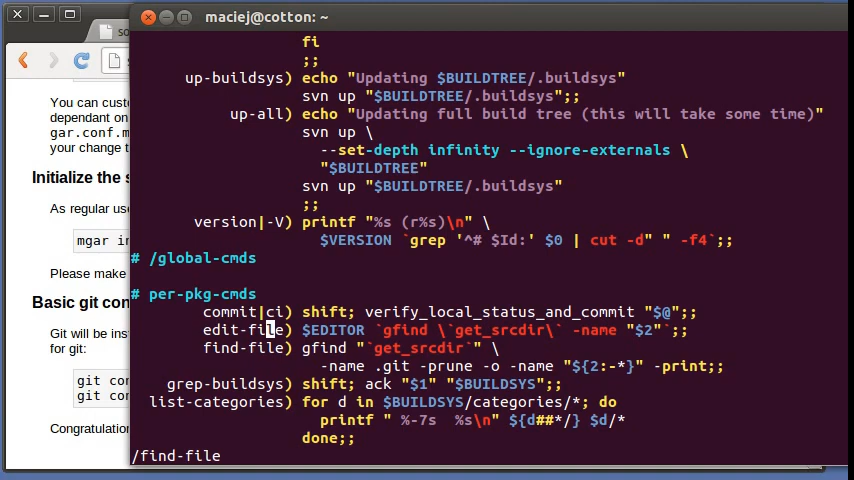 maciej@cotton: ~
so
s
You can custo
dependant on
gar.conf.m
your change t
Initialize the s
As regular use
mgar in
Please make
Basic git con
Git will be ins
for git:
git con
git con
Congratulation
fi
;;
up-buildsys) echo "Updating $BUILDTREE/.buildsys"
svn up "$BUILDTREE/.buildsys";;
up-all) echo "Updating full build tree (this will take some time)"
svn up \
--set-depth infinity --ignore-externals \
"$BUILDTREE"
svn up "$BUILDTREE/.buildsys"
;;
version|-V) printf "%s (r%s)\n" \
$VERSION `grep '^# $Id:' $0 | cut -d" " -f4`;;
# /global-cmds
# per-pkg-cmds
commit|ci) shift; verify_local_status_and_commit "$@";;
edit-file) $EDITOR `gfind \`get_srcdir\` -name "$2"`;;
find-file) gfind "`get_srcdir`" \
-name .git -prune -o -name "${2:-*}" -print;;
grep-buildsys) shift; ack "$1" "$BUILDSYS";;
list-categories) for d in $BUILDSYS/categories/*; do
printf " %-7s  %s\n" ${d##*/} $d/*
done;;
/find-file